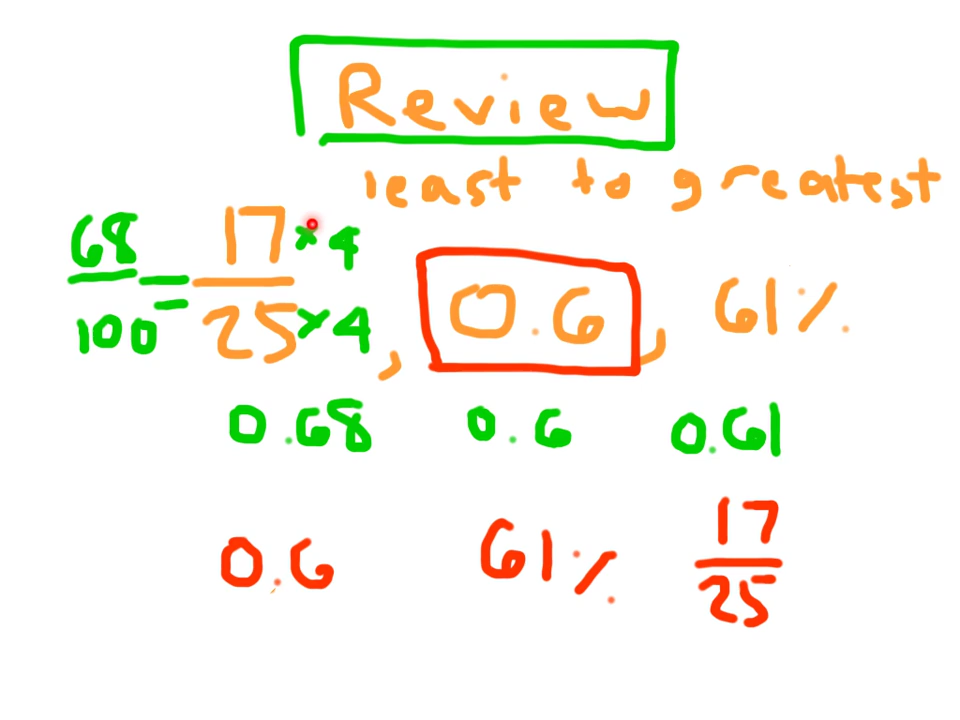 Review
least to greatest
68/100 = 17/25 ×4 ×4, 0.6, 61%
0.68 0.6 0.61
0.6 61% 17/25